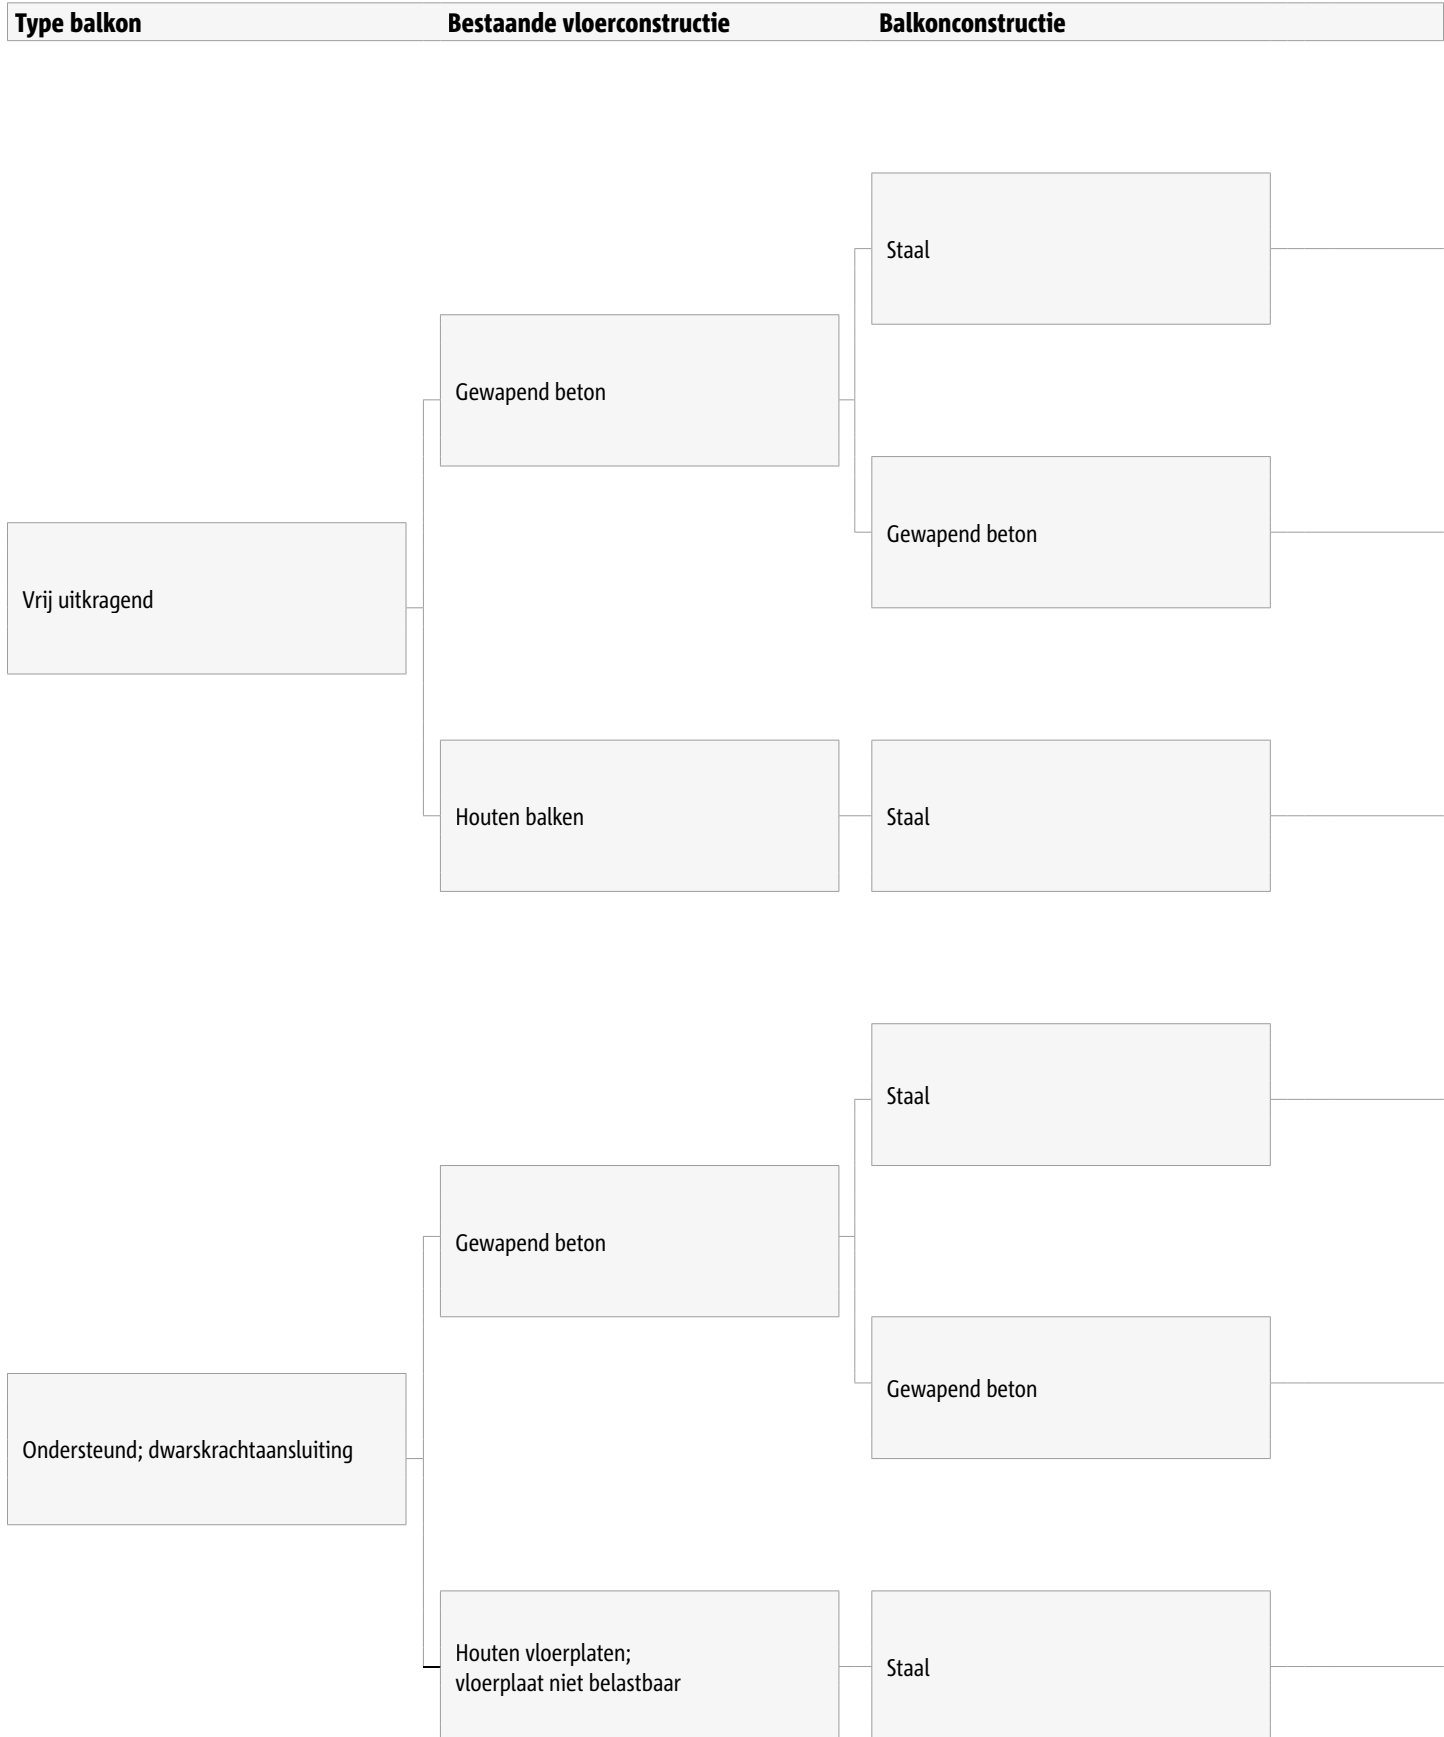 Type balkon
Bestaande vloerconstructie
Balkonconstructie
Staal
Gewapend beton
Gewapend beton
Vrij uitkragend
Houten balken
Staal
Staal
Gewapend beton
Gewapend beton
Ondersteund; dwarskrachtaansluiting
Houten vloerplaten;
vloerplaat niet belastbaar
Staal